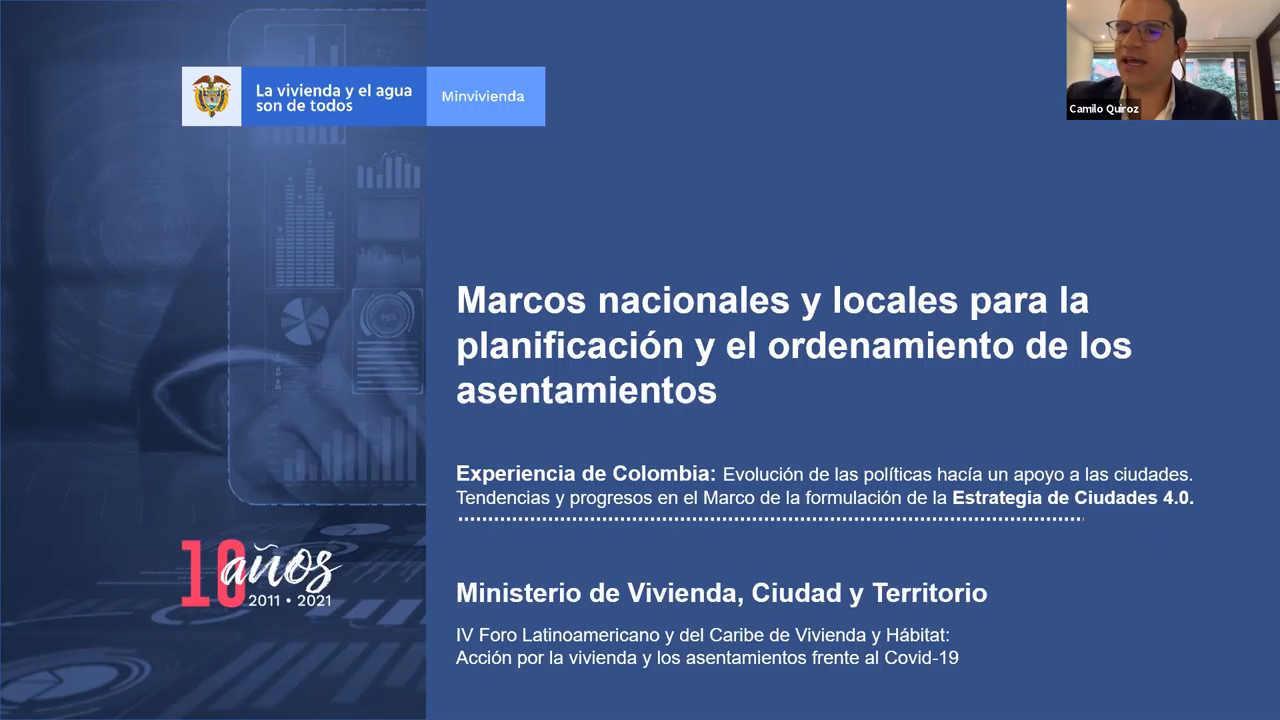 La vivienda y el agua
son de todos
Minvivienda
Camilo Quiroz
Marcos nacionales y locales para la
planificación y el ordenamiento de los
asentamientos
Experiencia de Colombia: Evolución de las políticas hacía un apoyo a las ciudades.
Tendencias y progresos en el Marco de la formulación de la Estrategia de Ciudades 4.0.
10 años
2011 • 2021
Ministerio de Vivienda, Ciudad y Territorio
IV Foro Latinoamericano y del Caribe de Vivienda y Hábitat:
Acción por la vivienda y los asentamientos frente al Covid-19